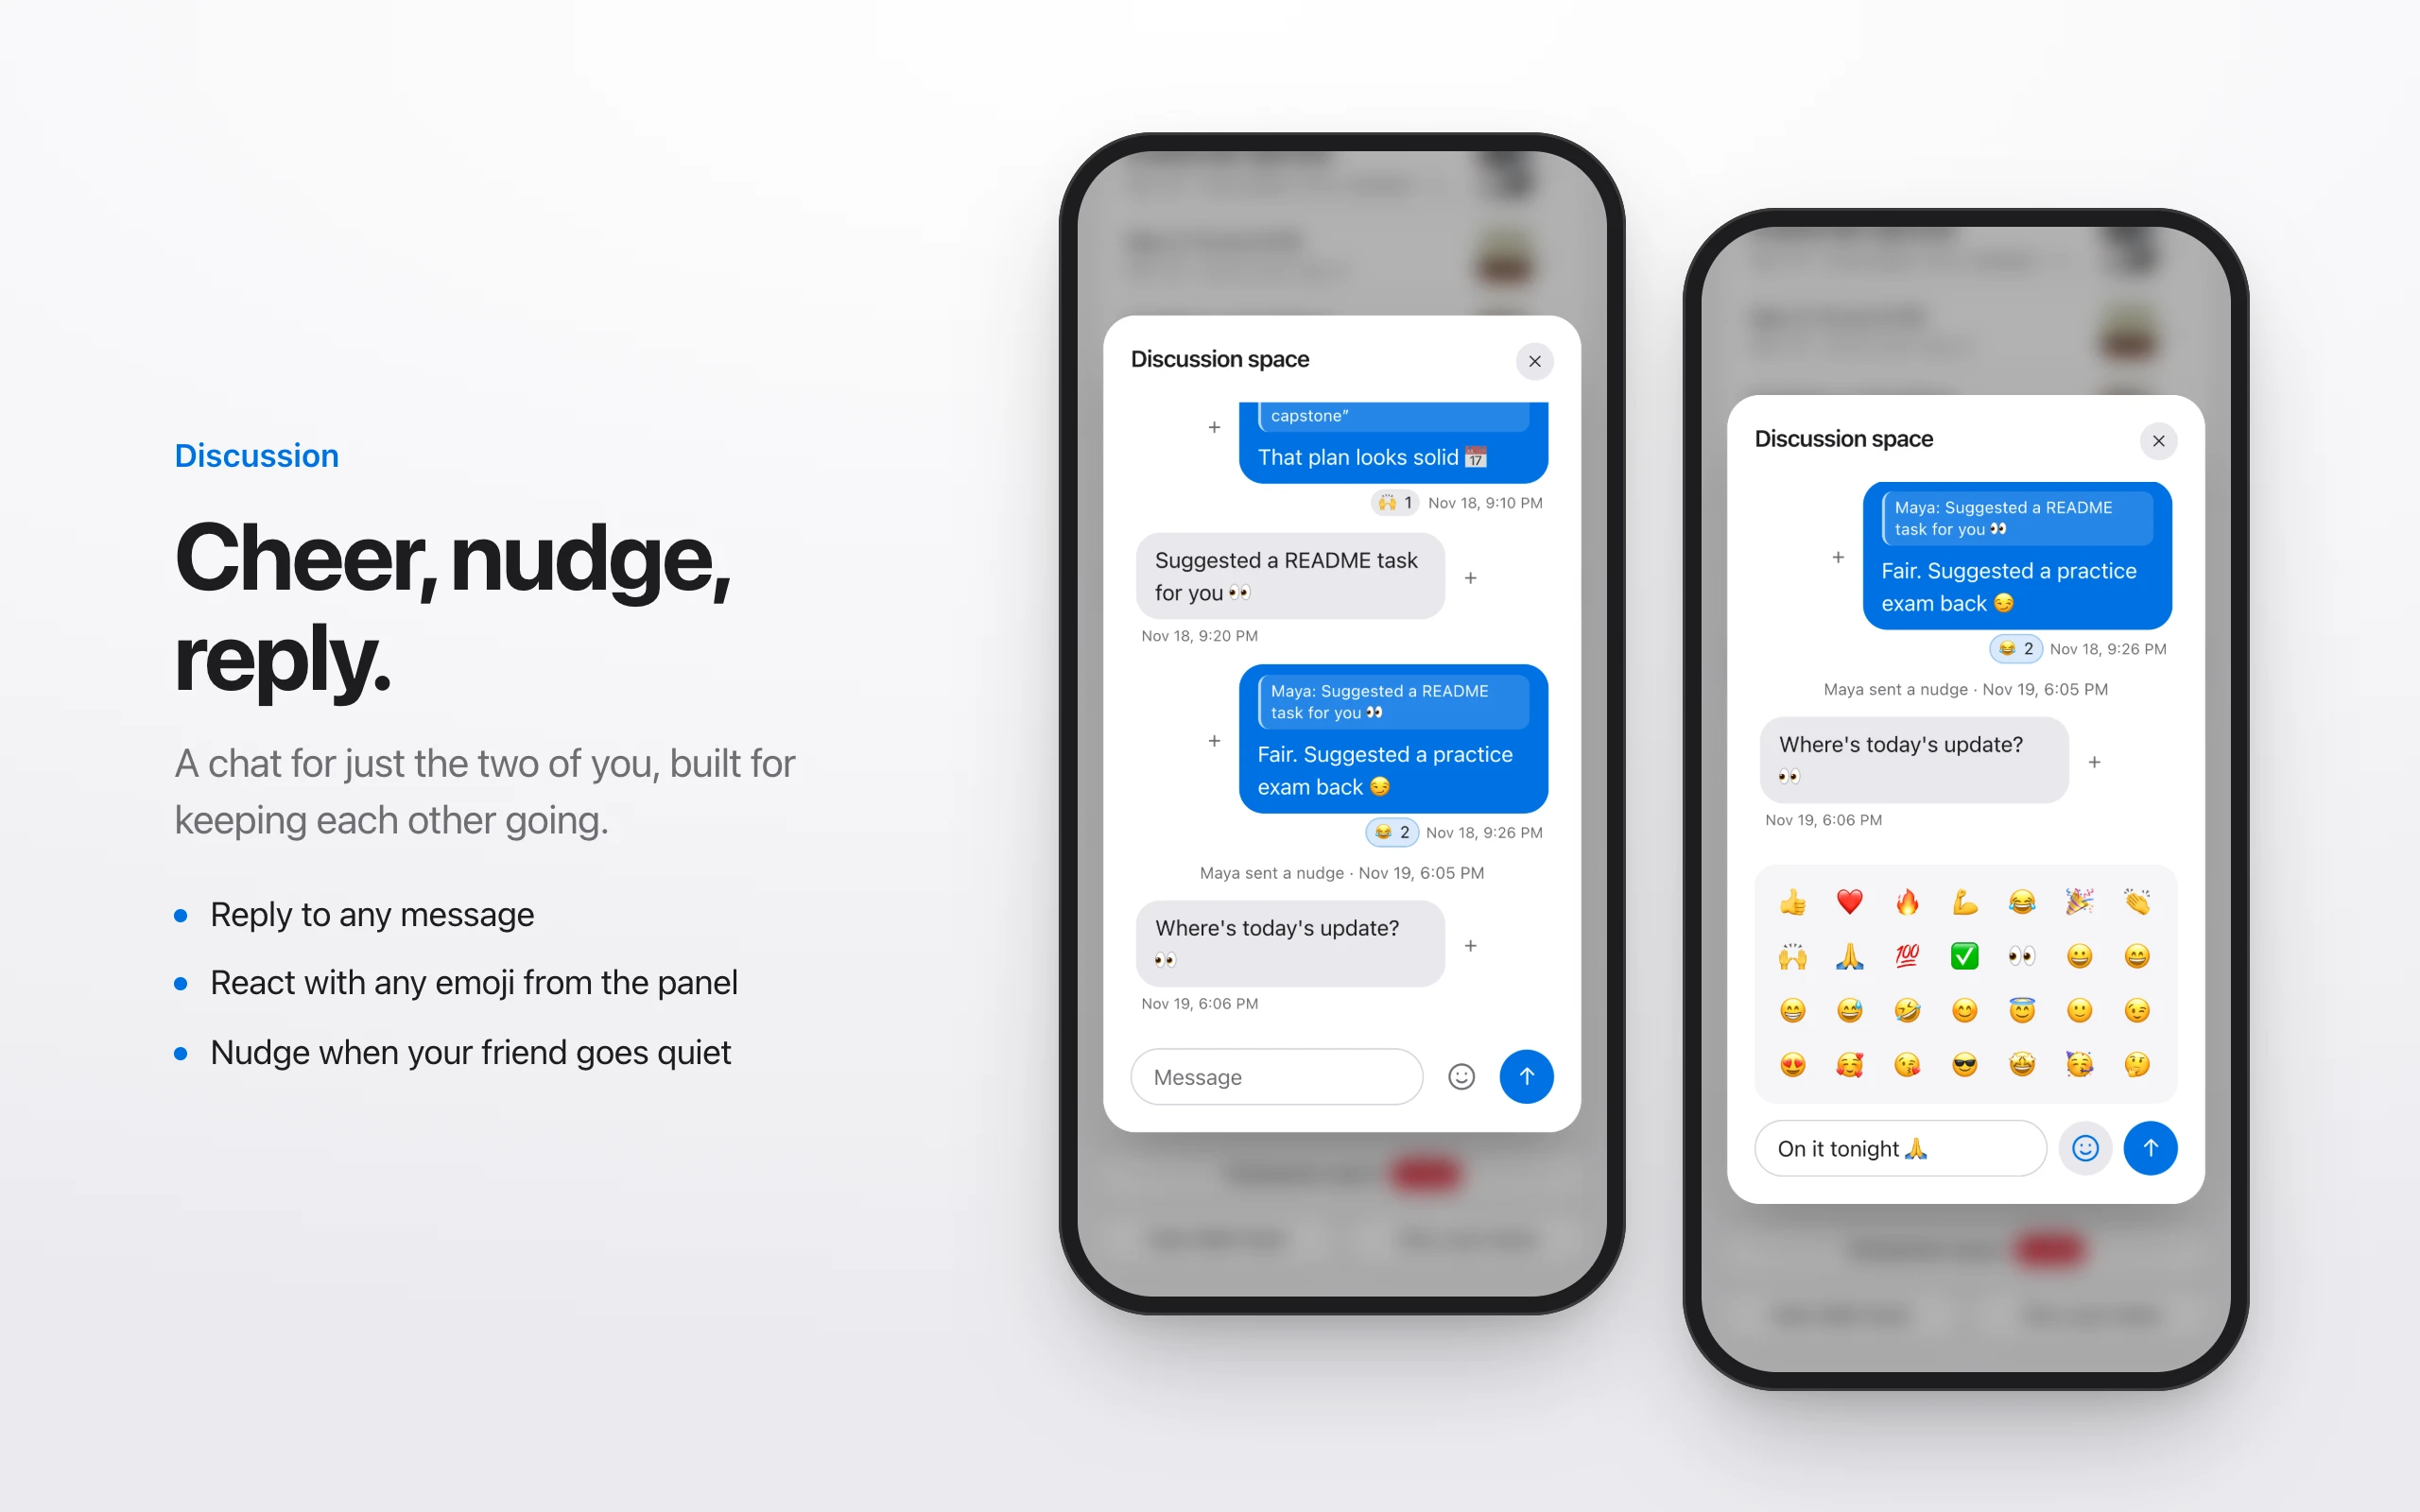 Discussion
Cheer, nudge,
reply.
A chat for just the two of you, built for
keeping each other going.
Reply to any message
React with any emoji from the panel
Nudge when your friend goes quiet
Discussion space
capstone”
That plan looks solid 📅
🙌 1 Nov 18, 9:10 PM
Suggested a README task
for you 👀
Nov 18, 9:20 PM
Maya: Suggested a README
task for you 👀
Fair. Suggested a practice
exam back 😏
😂 2 Nov 18, 9:26 PM
Maya sent a nudge · Nov 19, 6:05 PM
Where's today's update?
👀
Nov 19, 6:06 PM
Message
Discussion space
Maya: Suggested a README
task for you 👀
Fair. Suggested a practice
exam back 😏
😂 2 Nov 18, 9:26 PM
Maya sent a nudge · Nov 19, 6:05 PM
Where's today's update?
👀
Nov 19, 6:06 PM
On it tonight 🙏